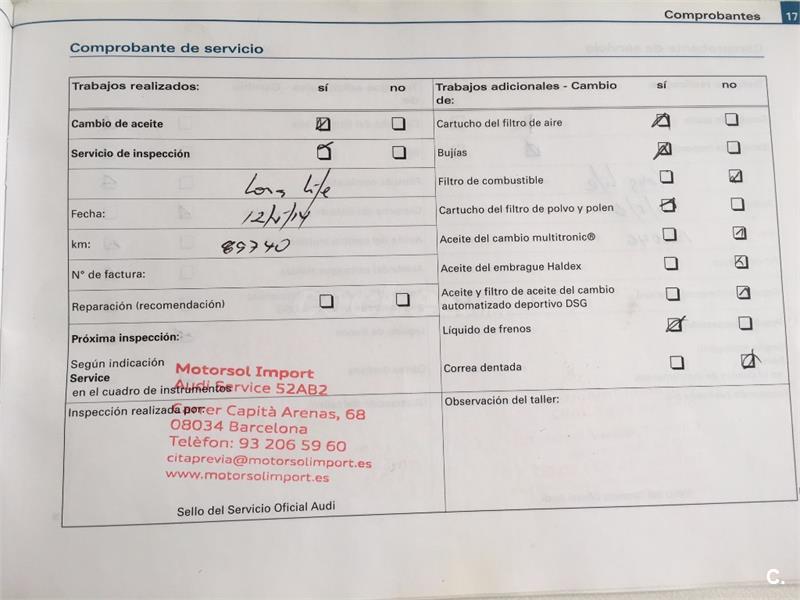 Comprobantes 17
Comprobante de servicio
Trabajos realizados: sí no
Cambio de aceite
Servicio de inspección
Long Life
Fecha:
km: 89740
N° de factura:
Reparación (recomendación)
Próxima inspección:
Según indicación
Service
en el cuadro de instrumentos
Motorsol Import
Audi Service 52AB2
Inspección realizada por:
Carrer Capità Arenas, 68
08034 Barcelona
Telèfon: 93 206 59 60
citaprevia@motorsolimport.es
www.motorsolimport.es
Sello del Servicio Oficial Audi
Trabajos adicionales - Cambio sí no
de:
Cartucho del filtro de aire
Bujías
Filtro de combustible
Cartucho del filtro de polvo y polen
Aceite del cambio multitronic®
Aceite del embrague Haldex
Aceite y filtro de aceite del cambio
automatizado deportivo DSG
Líquido de frenos
Correa dentada
Observación del taller:
C.